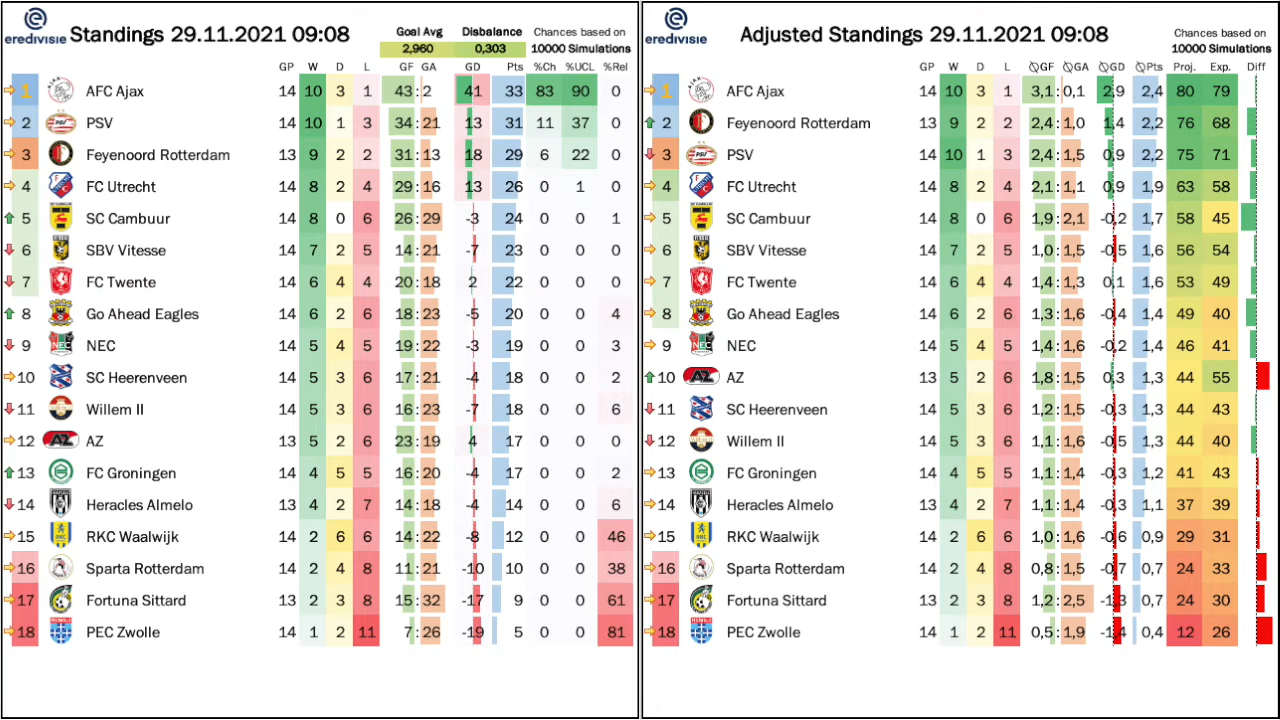 eredivisie Standings 29.11.2021 09:08
Goal Avg Disbalance Chances based on
2,960 0,303 10000 Simulations
GP W D L GF GA GD Pts %Ch %UCL %Rel
1 AFC Ajax 14 10 3 1 43 : 2 41 33 83 90 0
2 PSV 14 10 1 3 34 : 21 13 31 11 37 0
3 Feyenoord Rotterdam 13 9 2 2 31 : 13 18 29 6 22 0
4 FC Utrecht 14 8 2 4 29 : 16 13 26 0 1 0
5 SC Cambuur 14 8 0 6 26 : 29 -3 24 0 0 1
6 SBV Vitesse 14 7 2 5 14 : 21 -7 23 0 0 0
7 FC Twente 14 6 4 4 20 : 18 2 22 0 0 0
8 Go Ahead Eagles 14 6 2 6 18 : 23 -5 20 0 0 4
9 NEC 14 5 4 5 19 : 22 -3 19 0 0 3
10 SC Heerenveen 14 5 3 6 17 : 21 -4 18 0 0 2
11 Willem II 14 5 3 6 16 : 23 -7 18 0 0 6
12 AZ 13 5 2 6 23 : 19 4 17 0 0 0
13 FC Groningen 14 4 5 5 16 : 20 -4 17 0 0 2
14 Heracles Almelo 13 4 2 7 14 : 18 -4 14 0 0 6
15 RKC Waalwijk 14 2 6 6 14 : 22 -8 12 0 0 46
16 Sparta Rotterdam 14 2 4 8 11 : 21 -10 10 0 0 38
17 Fortuna Sittard 13 2 3 8 15 : 32 -17 9 0 0 61
18 PEC Zwolle 14 1 2 11 7 : 26 -19 5 0 0 81
eredivisie Adjusted Standings 29.11.2021 09:08
Chances based on
10000 Simulations
GP W D L ∅GF ∅GA ∅GD ∅Pts Proj. Exp. Diff
1 AFC Ajax 14 10 3 1 3,1 : 0,1 2,9 2,4 80 79
2 Feyenoord Rotterdam 13 9 2 2 2,4 : 1,0 1,4 2,2 76 68
3 PSV 14 10 1 3 2,4 : 1,5 0,9 2,2 75 71
4 FC Utrecht 14 8 2 4 2,1 : 1,1 0,9 1,9 63 58
5 SC Cambuur 14 8 0 6 1,9 : 2,1 -0,2 1,7 58 45
6 SBV Vitesse 14 7 2 5 1,0 : 1,5 -0,5 1,6 56 54
7 FC Twente 14 6 4 4 1,4 : 1,3 0,1 1,6 53 49
8 Go Ahead Eagles 14 6 2 6 1,3 : 1,6 -0,4 1,4 49 40
9 NEC 14 5 4 5 1,4 : 1,6 -0,2 1,4 46 41
10 AZ 13 5 2 6 1,8 : 1,5 0,3 1,3 44 55
11 SC Heerenveen 14 5 3 6 1,2 : 1,5 -0,3 1,3 44 43
12 Willem II 14 5 3 6 1,1 : 1,6 -0,5 1,3 44 40
13 FC Groningen 14 4 5 5 1,1 : 1,4 -0,3 1,2 41 43
14 Heracles Almelo 13 4 2 7 1,1 : 1,4 -0,3 1,1 37 39
15 RKC Waalwijk 14 2 6 6 1,0 : 1,6 -0,6 0,9 29 31
16 Sparta Rotterdam 14 2 4 8 0,8 : 1,5 -0,7 0,7 24 33
17 Fortuna Sittard 13 2 3 8 1,2 : 2,5 -1,3 0,7 24 30
18 PEC Zwolle 14 1 2 11 0,5 : 1,9 -1,4 0,4 12 26